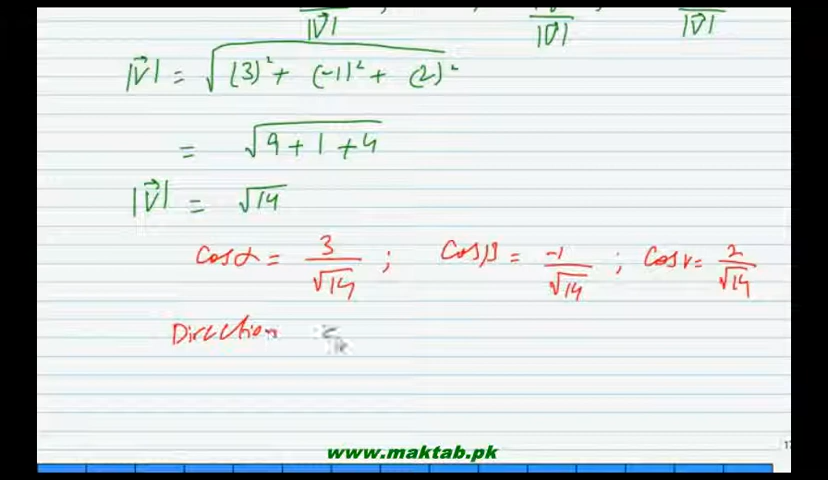 |V⃗| ; |V⃗| ; |V⃗|
|V⃗| = √((3)² + (-1)² + (2)²)
= √(9 + 1 + 4)
|V⃗| = √14
Cosα = 3/√14 ; Cosβ = -1/√14 ; Cosγ = 2/√14
Direction
www.maktab.pk